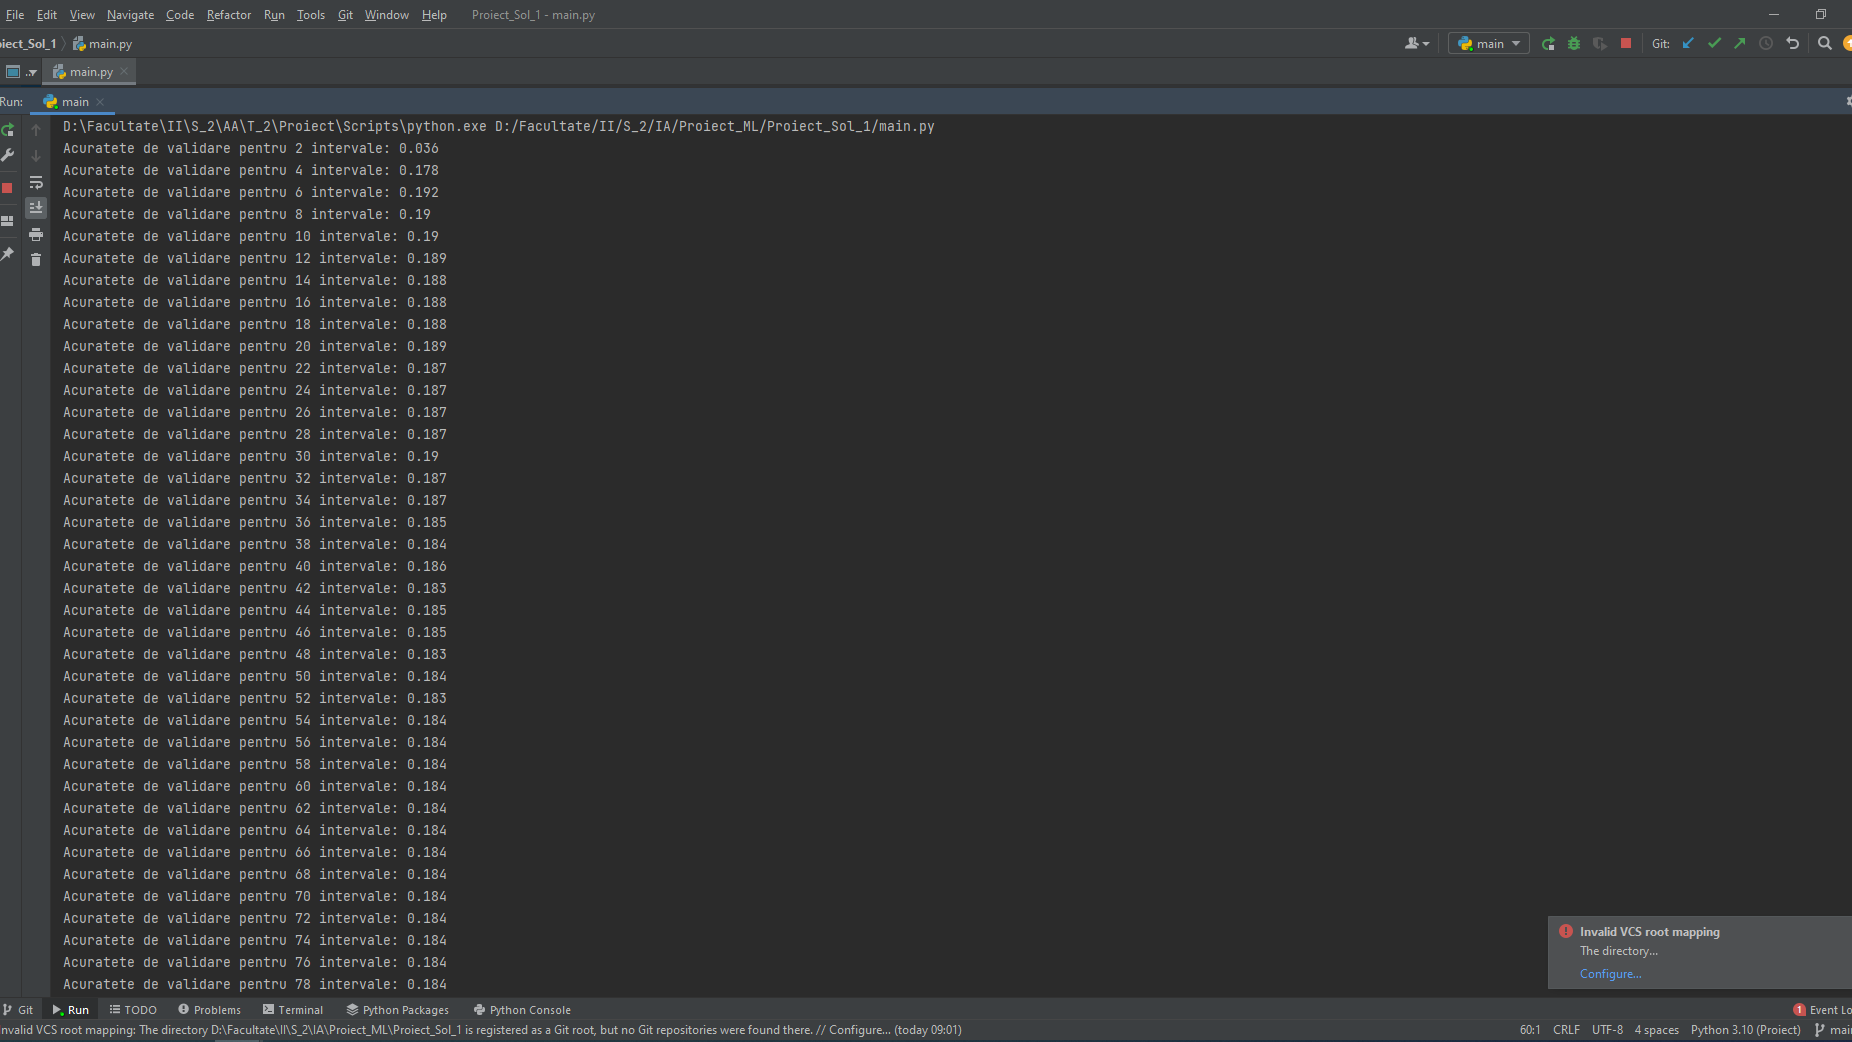 File Edit View Navigate Code Refactor Run Tools Git Window Help Proiect_Sol_1 - main.py
oiect_Sol_1 main.py main Git:
main.py
Run: main
D:\Facultate\II\S_2\AA\T_2\Proiect\Scripts\python.exe D:/Facultate/II/S_2/IA/Proiect_ML/Proiect_Sol_1/main.py
Acuratete de validare pentru 2 intervale: 0.036
Acuratete de validare pentru 4 intervale: 0.178
Acuratete de validare pentru 6 intervale: 0.192
Acuratete de validare pentru 8 intervale: 0.19
Acuratete de validare pentru 10 intervale: 0.19
Acuratete de validare pentru 12 intervale: 0.189
Acuratete de validare pentru 14 intervale: 0.188
Acuratete de validare pentru 16 intervale: 0.188
Acuratete de validare pentru 18 intervale: 0.188
Acuratete de validare pentru 20 intervale: 0.189
Acuratete de validare pentru 22 intervale: 0.187
Acuratete de validare pentru 24 intervale: 0.187
Acuratete de validare pentru 26 intervale: 0.187
Acuratete de validare pentru 28 intervale: 0.187
Acuratete de validare pentru 30 intervale: 0.19
Acuratete de validare pentru 32 intervale: 0.187
Acuratete de validare pentru 34 intervale: 0.187
Acuratete de validare pentru 36 intervale: 0.185
Acuratete de validare pentru 38 intervale: 0.184
Acuratete de validare pentru 40 intervale: 0.186
Acuratete de validare pentru 42 intervale: 0.183
Acuratete de validare pentru 44 intervale: 0.185
Acuratete de validare pentru 46 intervale: 0.185
Acuratete de validare pentru 48 intervale: 0.183
Acuratete de validare pentru 50 intervale: 0.184
Acuratete de validare pentru 52 intervale: 0.183
Acuratete de validare pentru 54 intervale: 0.184
Acuratete de validare pentru 56 intervale: 0.184
Acuratete de validare pentru 58 intervale: 0.184
Acuratete de validare pentru 60 intervale: 0.184
Acuratete de validare pentru 62 intervale: 0.184
Acuratete de validare pentru 64 intervale: 0.184
Acuratete de validare pentru 66 intervale: 0.184
Acuratete de validare pentru 68 intervale: 0.184
Acuratete de validare pentru 70 intervale: 0.184
Acuratete de validare pentru 72 intervale: 0.184
Acuratete de validare pentru 74 intervale: 0.184
Acuratete de validare pentru 76 intervale: 0.184
Acuratete de validare pentru 78 intervale: 0.184
Invalid VCS root mapping
The directory...
Configure...
Git Run TODO Problems Terminal Python Packages Python Console 1 Event Lo
nvalid VCS root mapping: The directory D:\Facultate\II\S_2\IA\Proiect_ML\Proiect_Sol_1 is registered as a Git root, but no Git repositories were found there. // Configure... (today 09:01) 60:1 CRLF UTF-8 4 spaces Python 3.10 (Proiect) mai